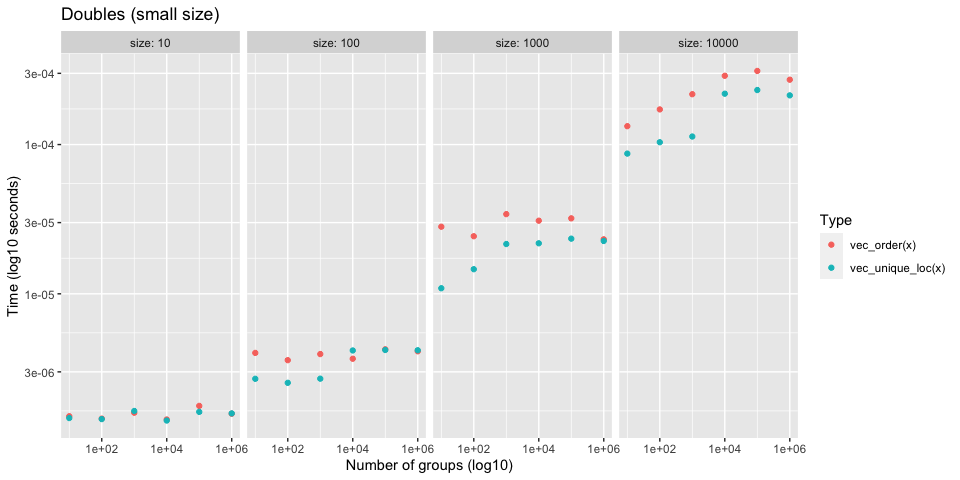 Doubles (small size)
size: 10
size: 100
size: 1000
size: 10000
3e-04
1e-04
3e-05
1e-05
3e-06
Time (log10 seconds)
1e+02 1e+04 1e+06
1e+02 1e+04 1e+06
1e+02 1e+04 1e+06
1e+02 1e+04 1e+06
Number of groups (log10)
Type
vec_order(x)
vec_unique_loc(x)